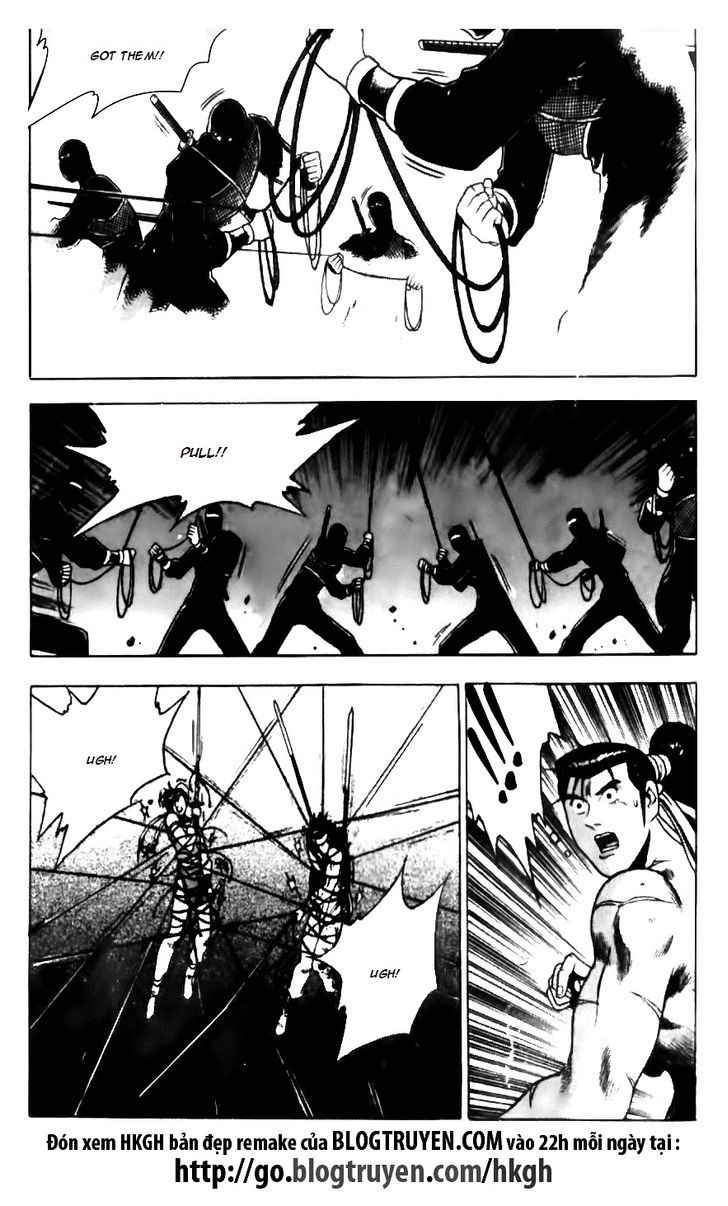 GOT THEM!!
PULL!!
UGH!
!!
UGH!
Đón xem HKGH bản đẹp remake của BLOGTRUYEN.COM vào 22h mỗi ngày tại :
http://go.blogtruyen.com/hkgh